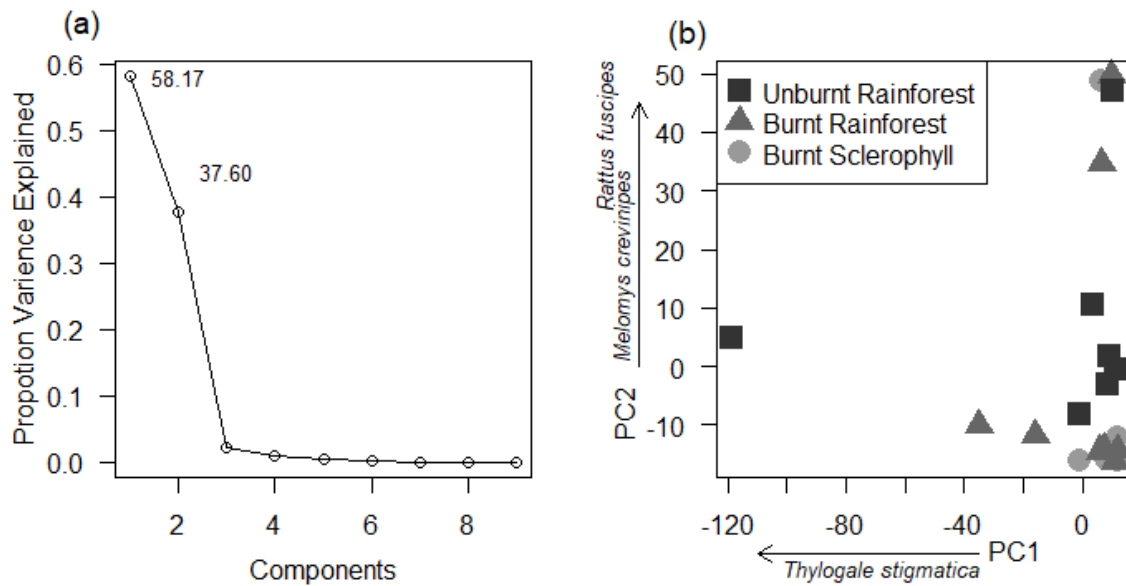 (a)
Propotion Varience Explained
0.6
0.5
0.4
0.3
0.2
0.1
0.0
58.17
37.60
2
4
6
8
Components
(b)
PC2
Melomys crevinipes
Rattus fuscipes
50
40
30
20
10
0
-10
Unburnt Rainforest
Burnt Rainforest
Burnt Sclerophyll
-120
-80
-40
0
PC1
Thylogale stigmatica